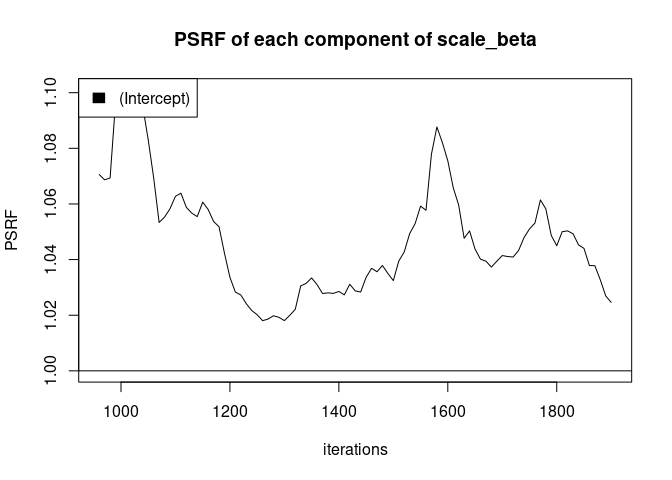 PSRF of each component of scale_beta
(Intercept)
PSRF
1.10
1.08
1.06
1.04
1.02
1.00
1000 1200 1400 1600 1800
iterations